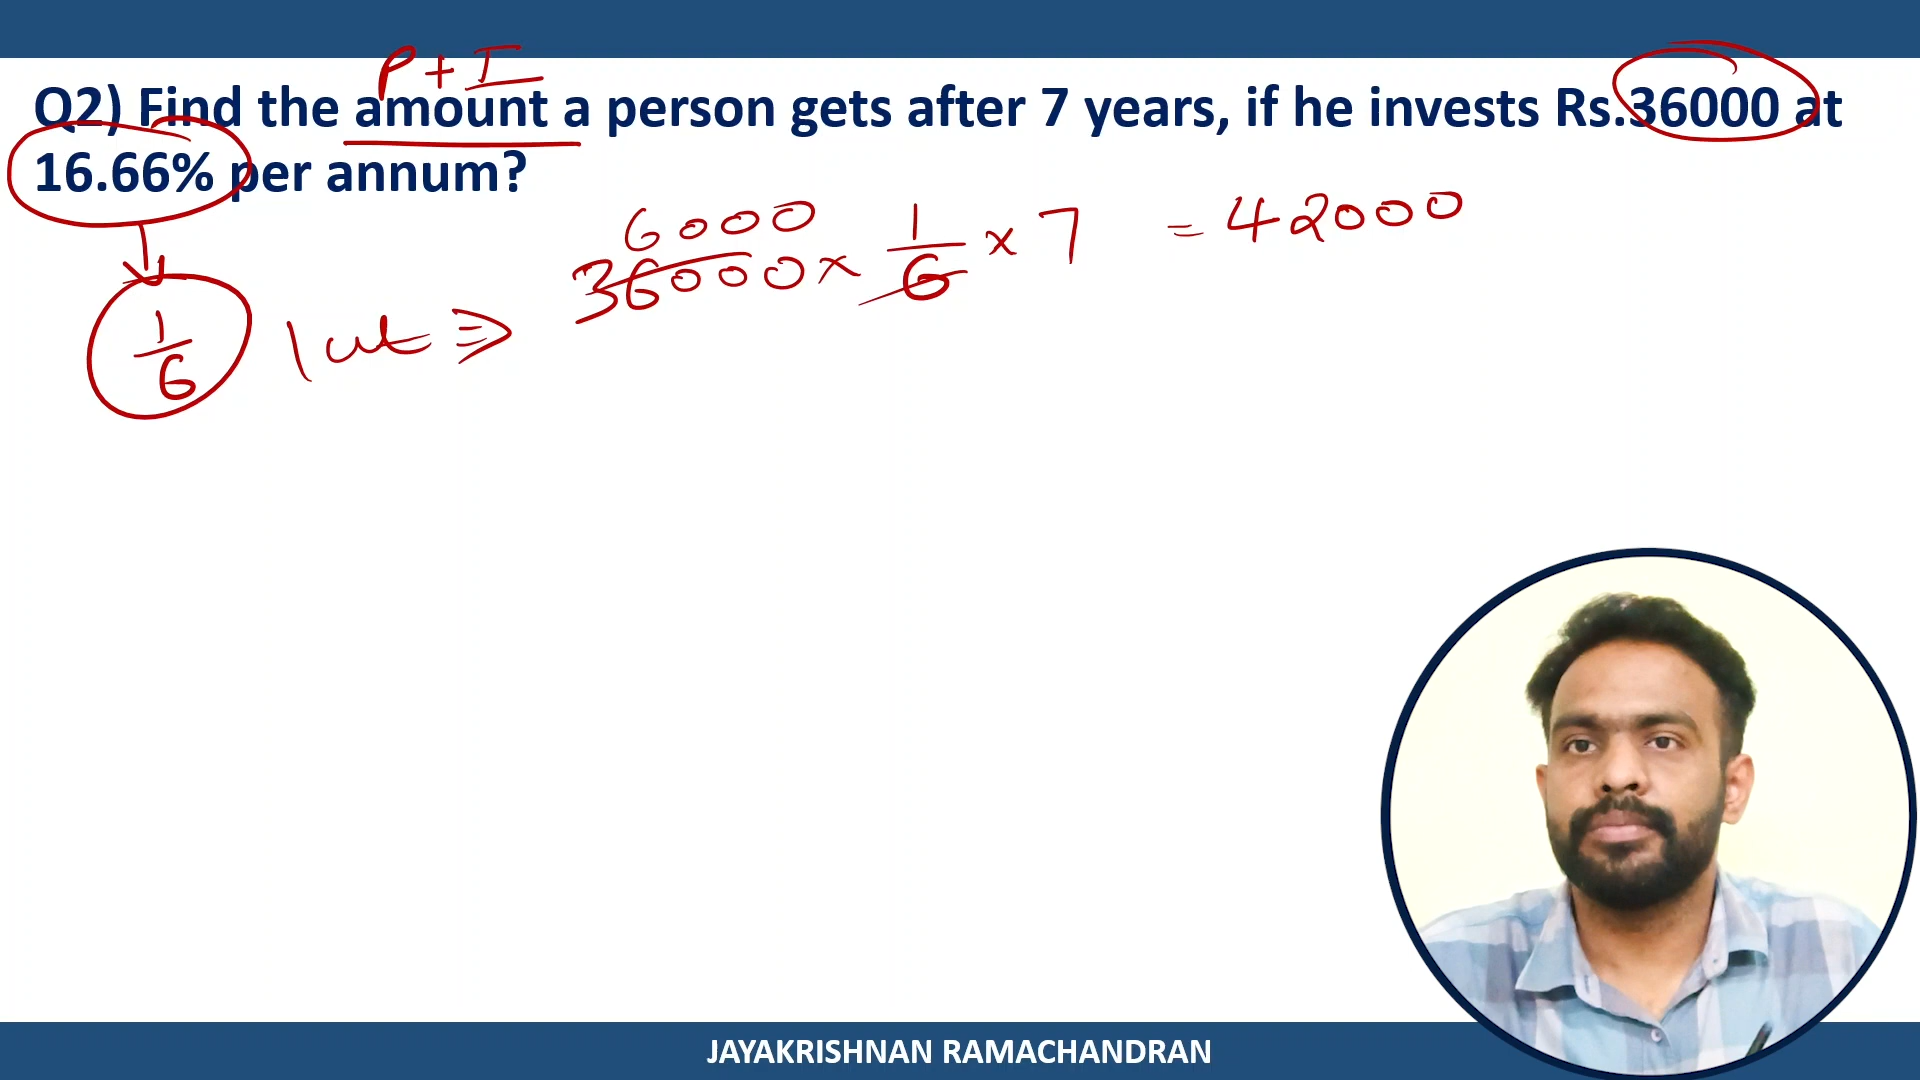 P + I
Q2) Find the amount a person gets after 7 years, if he invests Rs.36000 at
16.66% per annum?
6000
36000 × 1/6 × 7 = 42000
1/6
Int ⇒
JAYAKRISHNAN RAMACHANDRAN